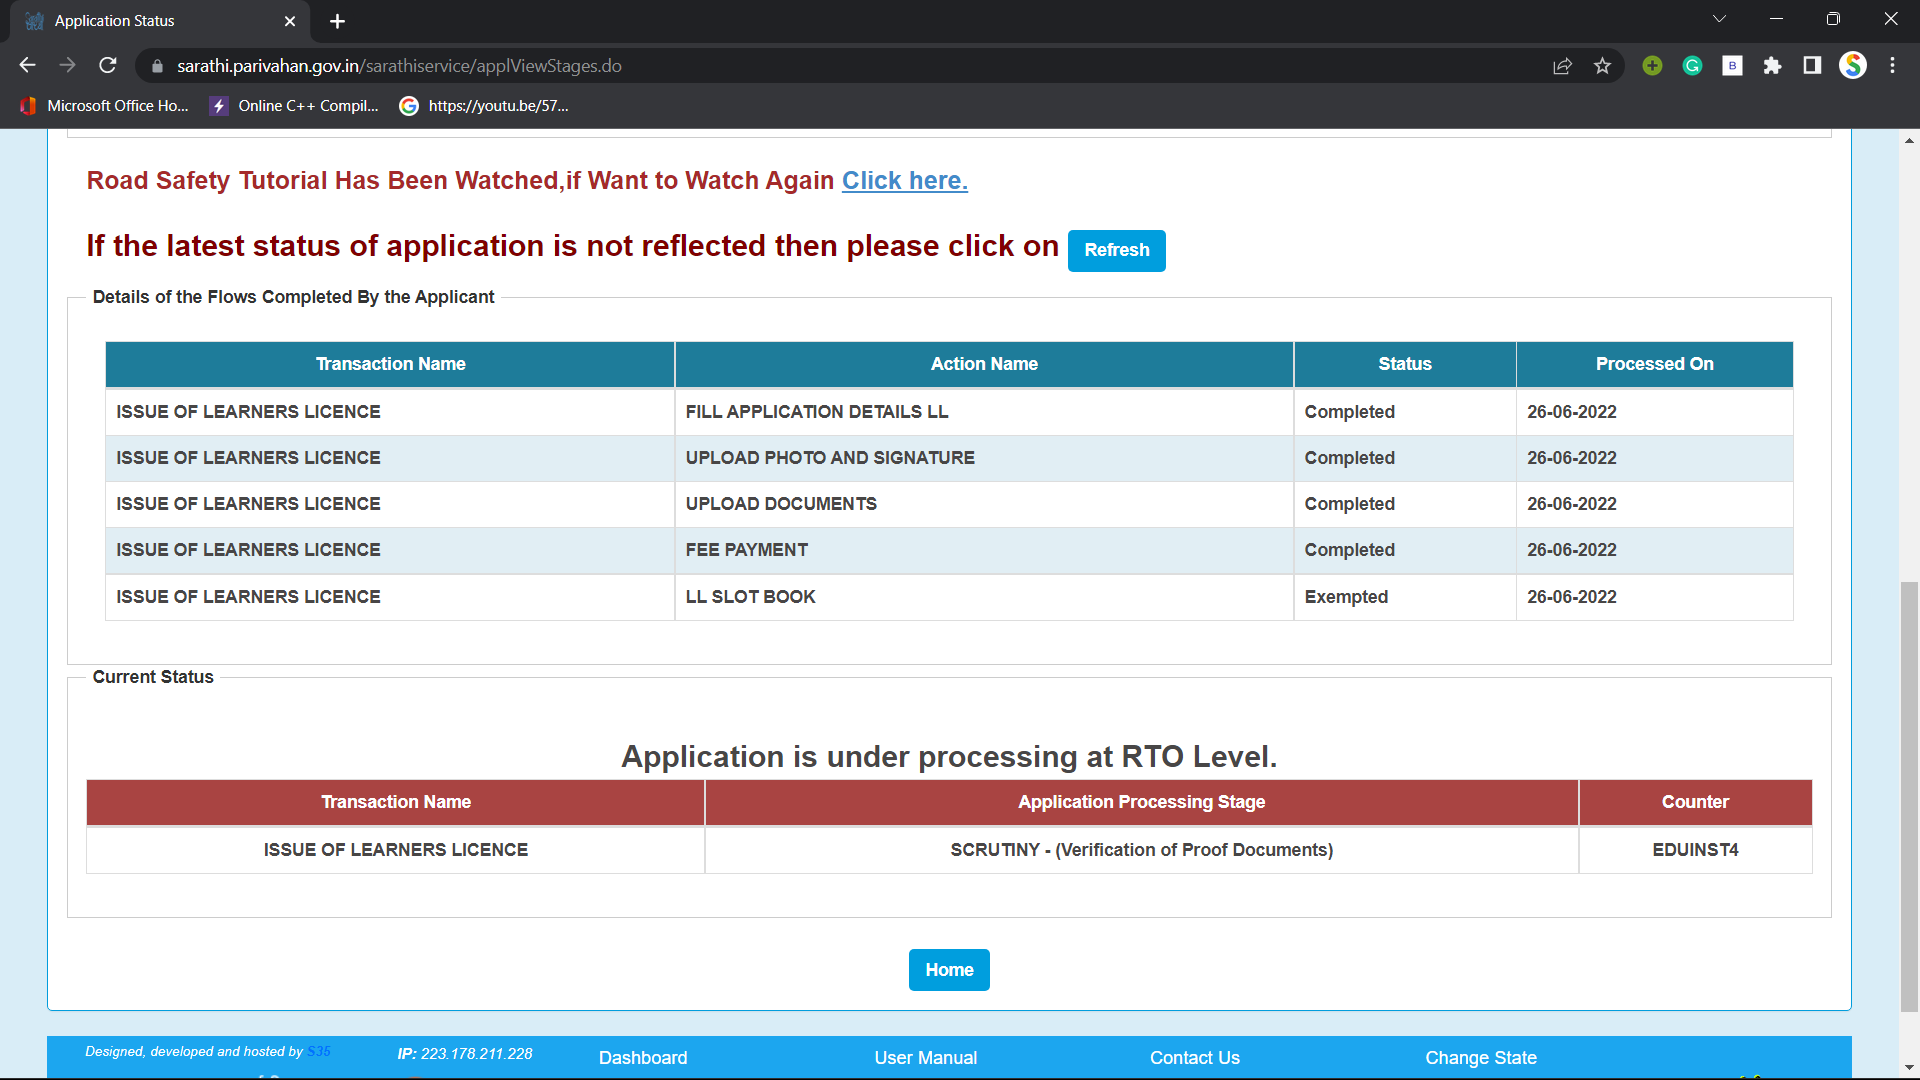 Application Status
sarathi.parivahan.gov.in/sarathiservice/applViewStages.do
Microsoft Office Ho... Online C++ Compil... https://youtu.be/57...
Road Safety Tutorial Has Been Watched,if Want to Watch Again Click here.
If the latest status of application is not reflected then please click on Refresh
Details of the Flows Completed By the Applicant
Transaction Name Action Name Status Processed On
ISSUE OF LEARNERS LICENCE FILL APPLICATION DETAILS LL Completed 26-06-2022
ISSUE OF LEARNERS LICENCE UPLOAD PHOTO AND SIGNATURE Completed 26-06-2022
ISSUE OF LEARNERS LICENCE UPLOAD DOCUMENTS Completed 26-06-2022
ISSUE OF LEARNERS LICENCE FEE PAYMENT Completed 26-06-2022
ISSUE OF LEARNERS LICENCE LL SLOT BOOK Exempted 26-06-2022
Current Status
Application is under processing at RTO Level.
Transaction Name Application Processing Stage Counter
ISSUE OF LEARNERS LICENCE SCRUTINY - (Verification of Proof Documents) EDUINST4
Home
Designed, developed and hosted by S35 IP: 223.178.211.228 Dashboard User Manual Contact Us Change State